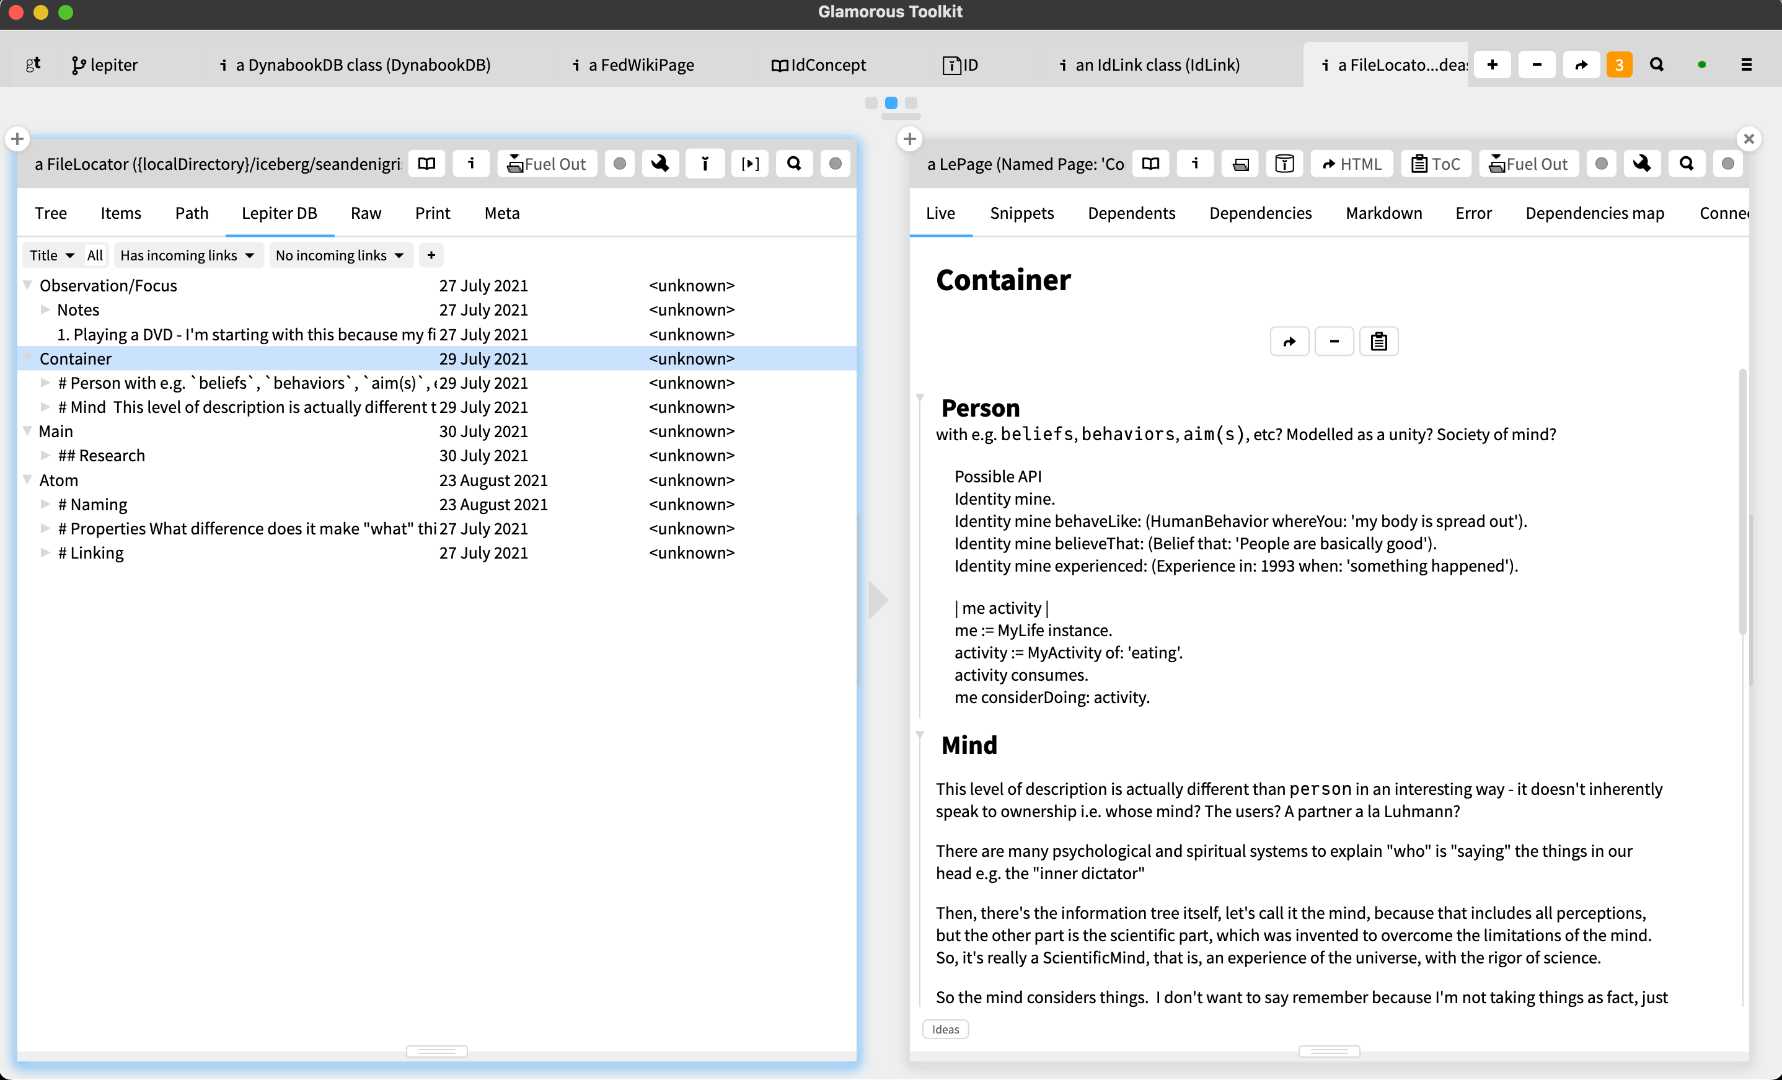 Glamorous Toolkit
gt
lepiter
i a DynabookDB class (DynabookDB)
i a FedWikiPage
IdConcept
ID
i an IdLink class (IdLink)
i a FileLocato...deas
3
a FileLocator ({localDirectory}/iceberg/seandenigri
Fuel Out
Tree Items Path Lepiter DB Raw Print Meta
Title All Has incoming links No incoming links +
Observation/Focus 27 July 2021 <unknown>
Notes 27 July 2021 <unknown>
1. Playing a DVD - I'm starting with this because my fi 27 July 2021 <unknown>
Container 29 July 2021 <unknown>
# Person with e.g. `beliefs`, `behaviors`, `aim(s)`, 29 July 2021 <unknown>
# Mind This level of description is actually different t 29 July 2021 <unknown>
Main 30 July 2021 <unknown>
## Research 30 July 2021 <unknown>
Atom 23 August 2021 <unknown>
# Naming 23 August 2021 <unknown>
# Properties What difference does it make "what" thi 27 July 2021 <unknown>
# Linking 27 July 2021 <unknown>
a LePage (Named Page: 'Co
HTML
ToC
Fuel Out
Live Snippets Dependents Dependencies Markdown Error Dependencies map Connec
Container
Person
with e.g. beliefs, behaviors, aim(s), etc? Modelled as a unity? Society of mind?
Possible API
Identity mine.
Identity mine behaveLike: (HumanBehavior whereYou: 'my body is spread out').
Identity mine believeThat: (Belief that: 'People are basically good').
Identity mine experienced: (Experience in: 1993 when: 'something happened').
| me activity |
me := MyLife instance.
activity := MyActivity of: 'eating'.
activity consumes.
me considerDoing: activity.
Mind
This level of description is actually different than person in an interesting way - it doesn't inherently
speak to ownership i.e. whose mind? The users? A partner a la Luhmann?
There are many psychological and spiritual systems to explain "who" is "saying" the things in our
head e.g. the "inner dictator"
Then, there's the information tree itself, let's call it the mind, because that includes all perceptions,
but the other part is the scientific part, which was invented to overcome the limitations of the mind.
So, it's really a ScientificMind, that is, an experience of the universe, with the rigor of science.
So the mind considers things.  I don't want to say remember because I'm not taking things as fact, just
Ideas